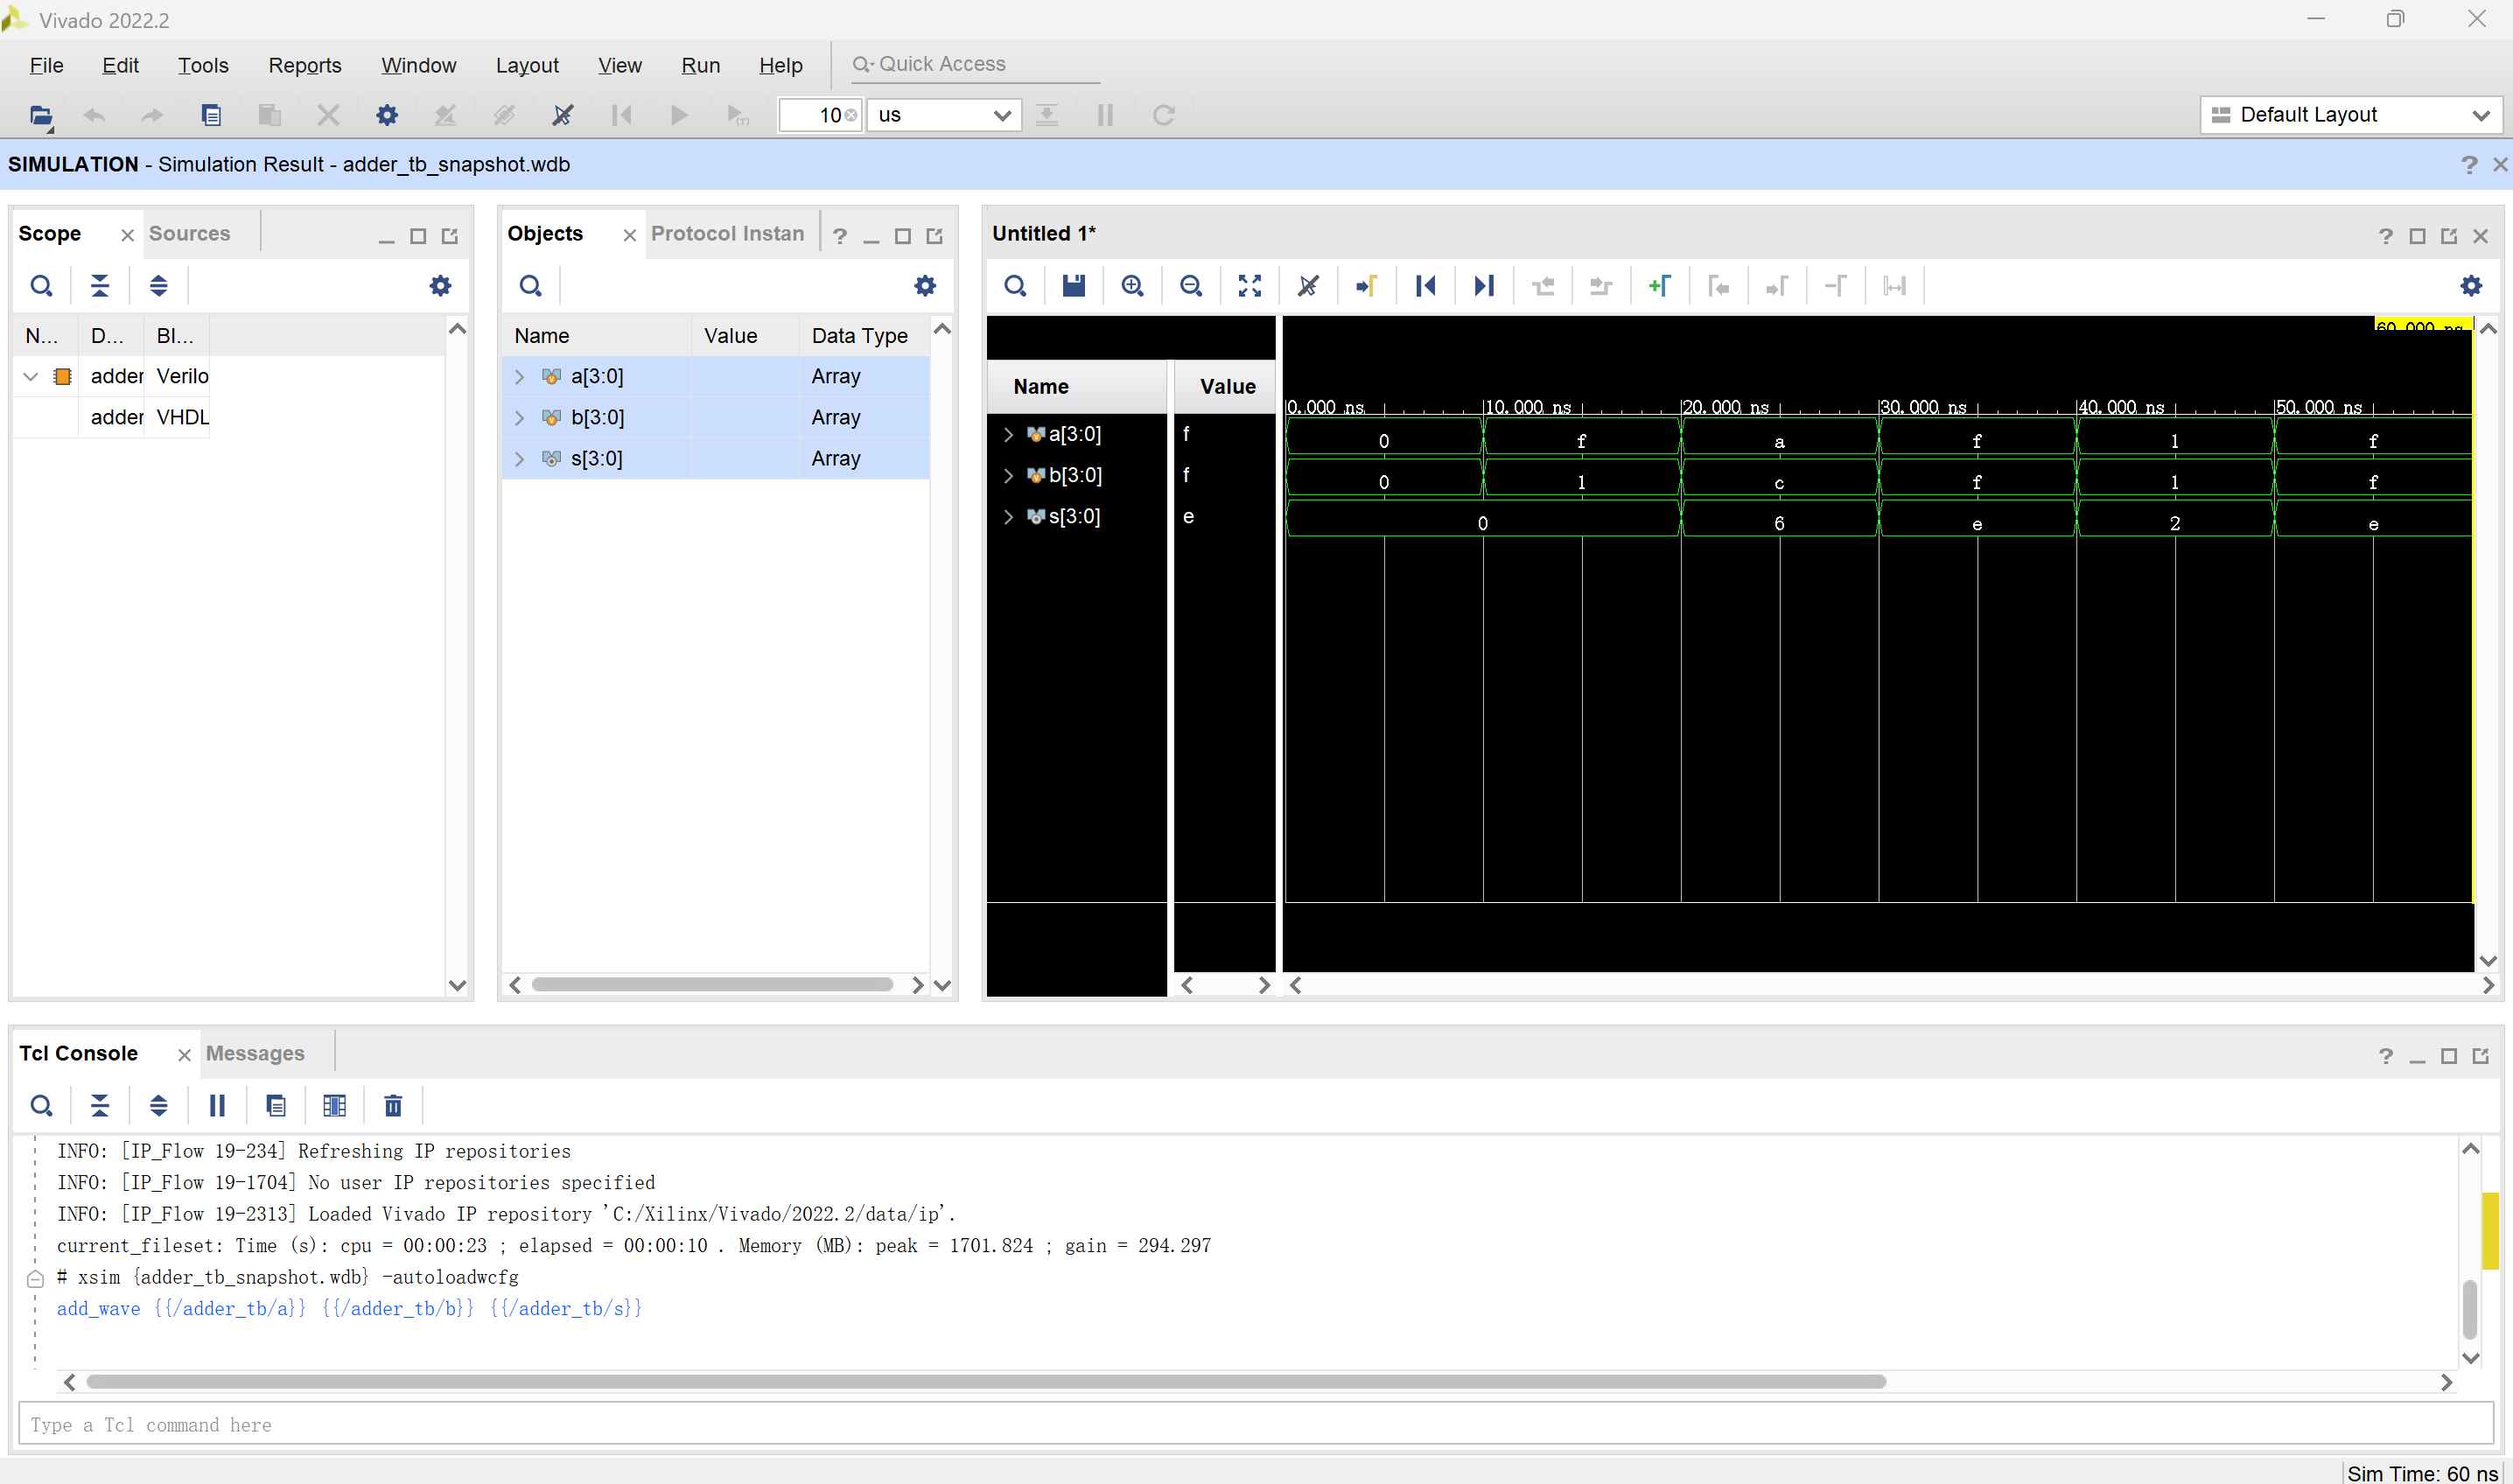 Vivado 2022.2
File Edit Tools Reports Window Layout View Run Help Quick Access
10 us Default Layout
SIMULATION - Simulation Result - adder_tb_snapshot.wdb
Scope Sources
N... D... Bl...
adder Verilo
adder VHDL
Objects Protocol Instan
Name Value Data Type
a[3:0] Array
b[3:0] Array
s[3:0] Array
Untitled 1*
60.000 ns
Name Value
0.000 ns 10.000 ns 20.000 ns 30.000 ns 40.000 ns 50.000 ns
a[3:0] f 0 f a f 1 f
b[3:0] f 0 1 c f 1 f
s[3:0] e 0 6 e 2 e
Tcl Console Messages
INFO: [IP_Flow 19-234] Refreshing IP repositories
INFO: [IP_Flow 19-1704] No user IP repositories specified
INFO: [IP_Flow 19-2313] Loaded Vivado IP repository 'C:/Xilinx/Vivado/2022.2/data/ip'.
current_fileset: Time (s): cpu = 00:00:23 ; elapsed = 00:00:10 . Memory (MB): peak = 1701.824 ; gain = 294.297
# xsim {adder_tb_snapshot.wdb} -autoloadwcfg
add_wave {{/adder_tb/a}} {{/adder_tb/b}} {{/adder_tb/s}}
Type a Tcl command here
Sim Time: 60 ns